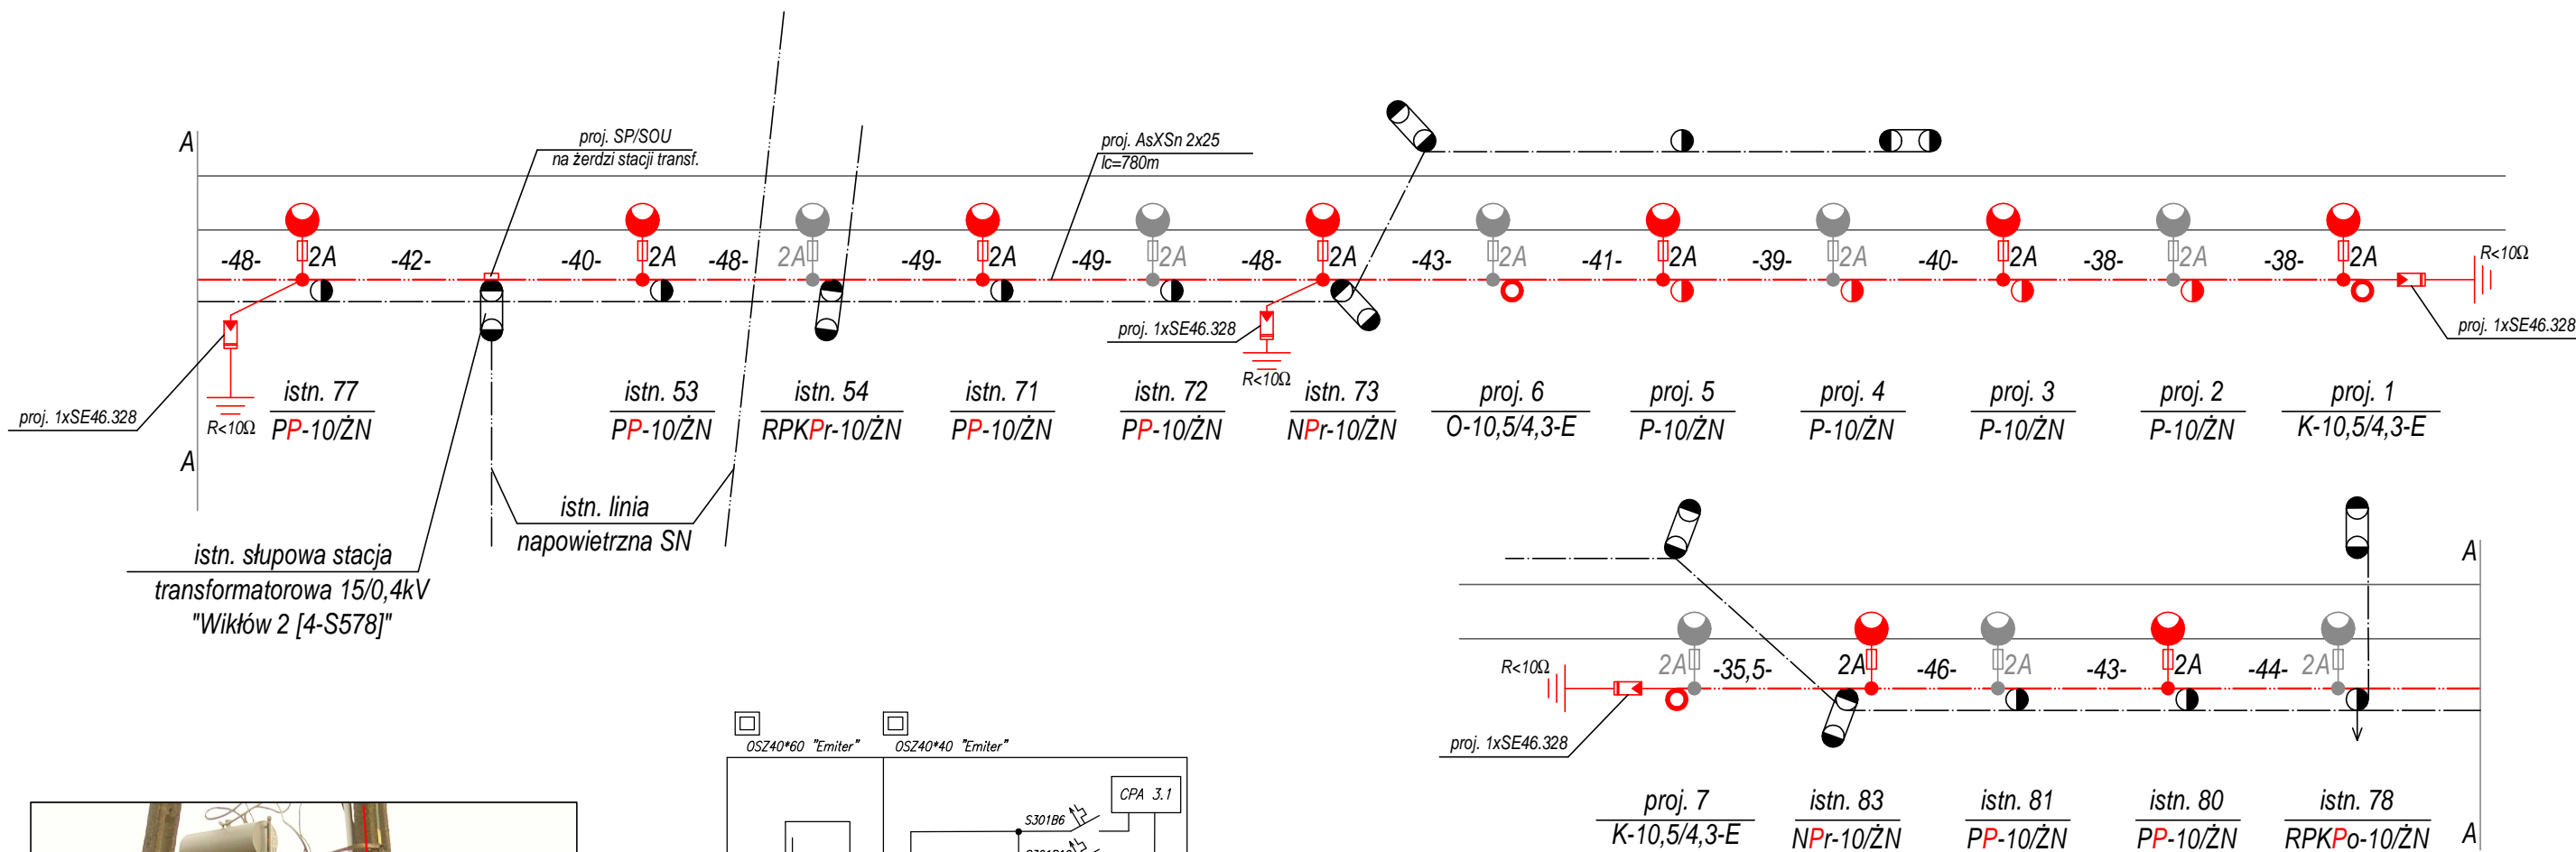 A
proj. SP/SOU
na żerdzi stacji transf.
proj. AsXSn 2x25
lc=780m
-48-
2A
-42-
-40-
2A
-48-
2A
-49-
2A
-49-
2A
-48-
2A
-43-
2A
-41-
2A
-39-
2A
-40-
2A
-38-
2A
-38-
2A
R<10Ω
proj. 1xSE46.328
proj. 1xSE46.328
R<10Ω
proj. 1xSE46.328
R<10Ω
istn. 77
PP-10/ŻN
istn. 53
PP-10/ŻN
istn. 54
RPKPr-10/ŻN
istn. 71
PP-10/ŻN
istn. 72
PP-10/ŻN
istn. 73
NPr-10/ŻN
proj. 6
O-10,5/4,3-E
proj. 5
P-10/ŻN
proj. 4
P-10/ŻN
proj. 3
P-10/ŻN
proj. 2
P-10/ŻN
proj. 1
K-10,5/4,3-E
A
istn. linia
napowietrzna SN
istn. słupowa stacja
transformatorowa 15/0,4kV
"Wikłów 2 [4-S578]"
A
R<10Ω
2A
-35,5-
2A
-46-
2A
-43-
2A
-44-
2A
proj. 1xSE46.328
proj. 7
K-10,5/4,3-E
istn. 83
NPr-10/ŻN
istn. 81
PP-10/ŻN
istn. 80
PP-10/ŻN
istn. 78
RPKPo-10/ŻN
A
OSZ40*60 "Emiter"
OSZ40*40 "Emiter"
CPA 3.1
S301B6